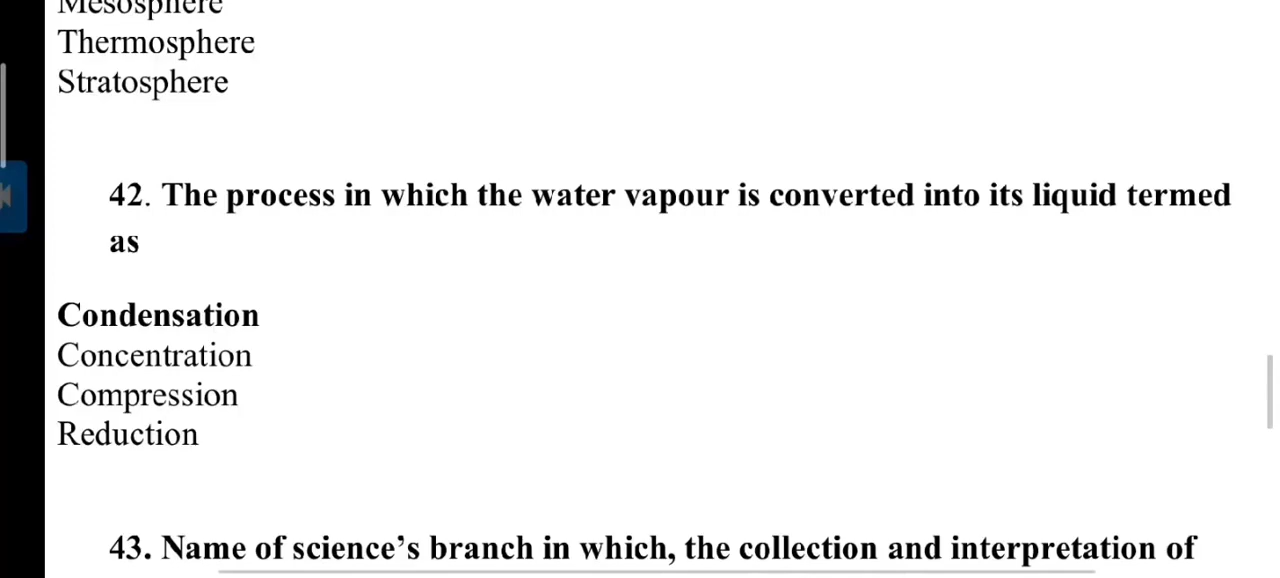 Mesosphere
Thermosphere
Stratosphere
42. The process in which the water vapour is converted into its liquid termed
as
Condensation
Concentration
Compression
Reduction
43. Name of science’s branch in which, the collection and interpretation of